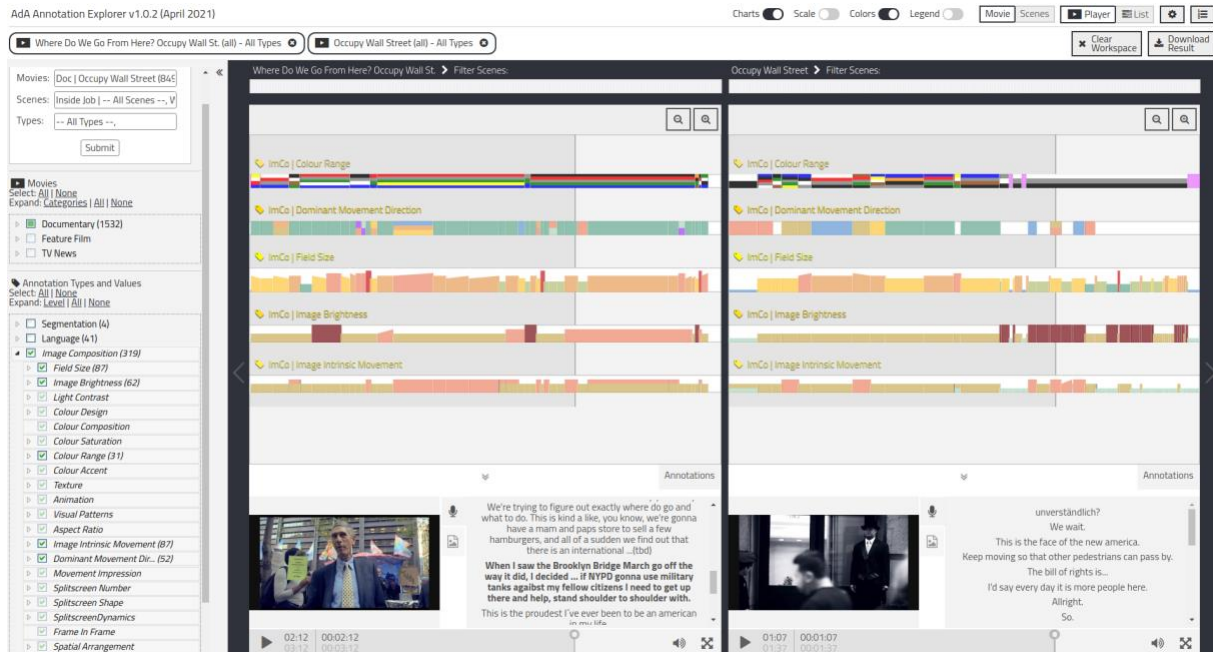 AdA Annotation Explorer v1.0.2 (April 2021)
Charts Scale Colors Legend Movie Scenes Player List
Where Do We Go From Here? Occupy Wall St. (all) - All Types
Occupy Wall Street (all) - All Types
Clear Workspace
Download Result
Movies: Doc | Occupy Wall Street (849
Scenes: Inside Job | -- All Scenes --, W
Types: -- All Types --,
Submit
Movies
Select: All | None
Expand: Categories | All | None
Documentary (1532)
Feature Film
TV News
Annotation Types and Values
Select: All | None
Expand: Level | All | None
Segmentation (4)
Language (41)
Image Composition (319)
Field Size (87)
Image Brightness (62)
Light Contrast
Colour Design
Colour Composition
Colour Saturation
Colour Range (31)
Colour Accent
Texture
Animation
Visual Patterns
Aspect Ratio
Image Intrinsic Movement (87)
Dominant Movement Dir... (52)
Movement Impression
Splitscreen Number
Splitscreen Shape
SplitscreenDynamics
Frame In Frame
Spatial Arrangement
Where Do We Go From Here? Occupy Wall St. Filter Scenes:
ImCo | Colour Range
ImCo | Dominant Movement Direction
ImCo | Field Size
ImCo | Image Brightness
ImCo | Image Intrinsic Movement
Annotations
We're trying to figure out exactly where do go and
what to do. This is kind a like, you know, we're gonna
have a mam and paps store to sell a few
hamburgers, and all of a sudden we find out that
there is an international ...(tbd)
When I saw the Brooklyn Bridge March go off the
way it did, I decided ... if NYPD gonna use military
tanks agaibst my fellow citizens I need to get up
there and help, stand shoulder to shoulder with.
This is the proudest I've ever been to be an american
in my life
02:12 00:02:12
03:12 00:03:12
Occupy Wall Street Filter Scenes:
ImCo | Colour Range
ImCo | Dominant Movement Direction
ImCo | Field Size
ImCo | Image Brightness
ImCo | Image Intrinsic Movement
Annotations
unverständlich?
We wait.
This is the face of the new america.
Keep moving so that other pedestrians can pass by.
The bill of rights is...
I'd say every day it is more people here.
Allright.
So.
01:07 00:01:07
01:37 00:01:37